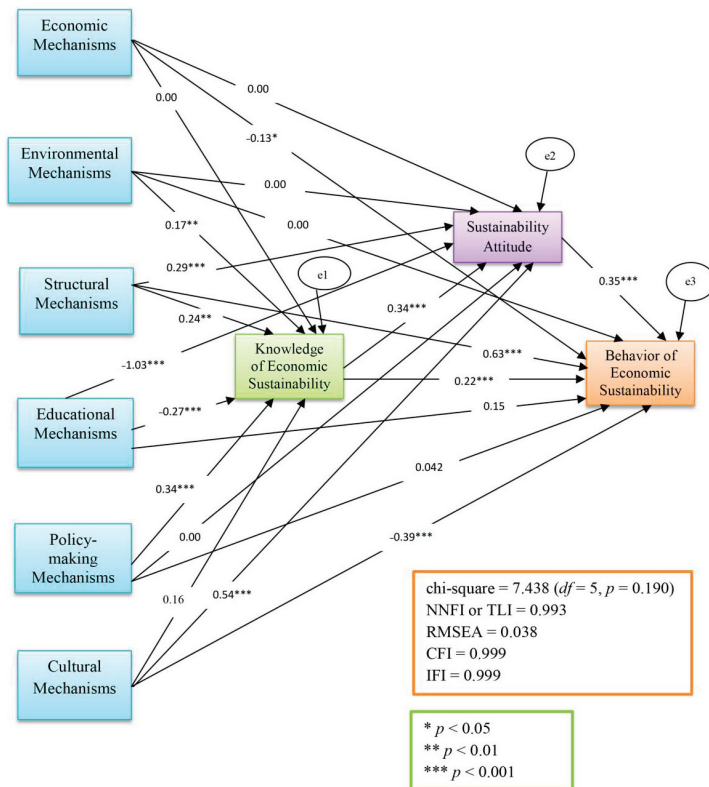 Economic
Mechanisms
0.00
0.00
-0.13*
Environmental
Mechanisms
e2
0.00
0.00
0.17**
Sustainability
Attitude
0.29***
Structural
Mechanisms
e1
0.35***
e3
0.24**
0.34***
Knowledge
of Economic
Sustainability
0.63***
Behavior of
Economic
Sustainability
-1.03***
0.22***
Educational
Mechanisms
-0.27***
0.15
0.042
0.34***
Policy-
making
Mechanisms
0.00
-0.39***
0.16
0.54***
Cultural
Mechanisms
chi-square = 7.438 (df = 5, p = 0.190)
NNFI or TLI = 0.993
RMSEA = 0.038
CFI = 0.999
IFI = 0.999
* p < 0.05
** p < 0.01
*** p < 0.001